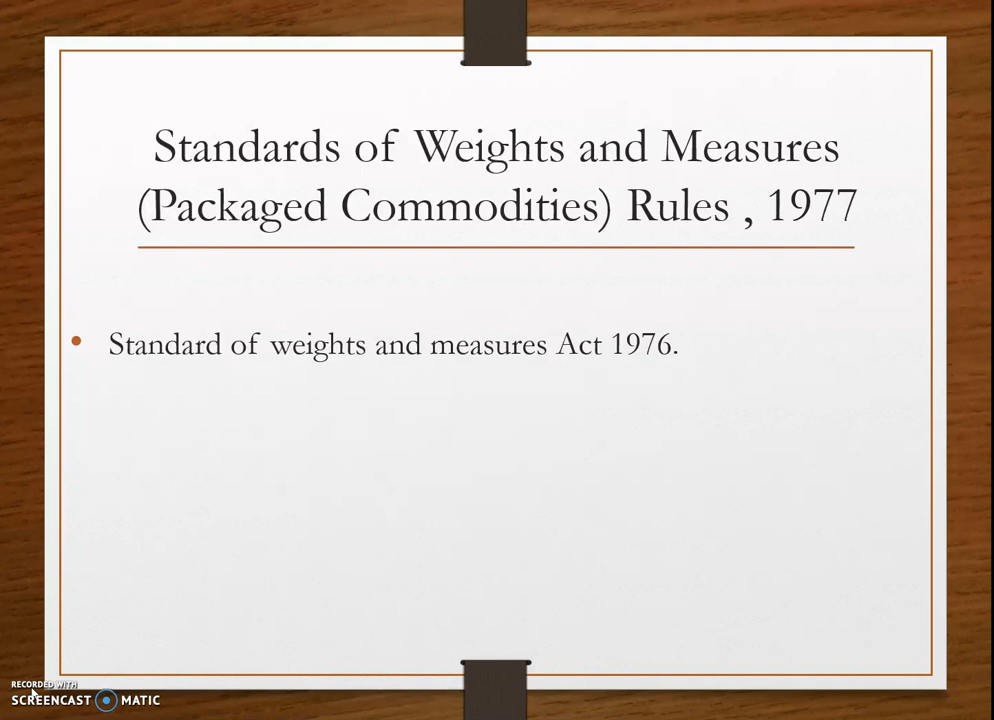 Standards of Weights and Measures
(Packaged Commodities) Rules , 1977
• Standard of weights and measures Act 1976.
RECORDED WITH
SCREENCAST MATIC